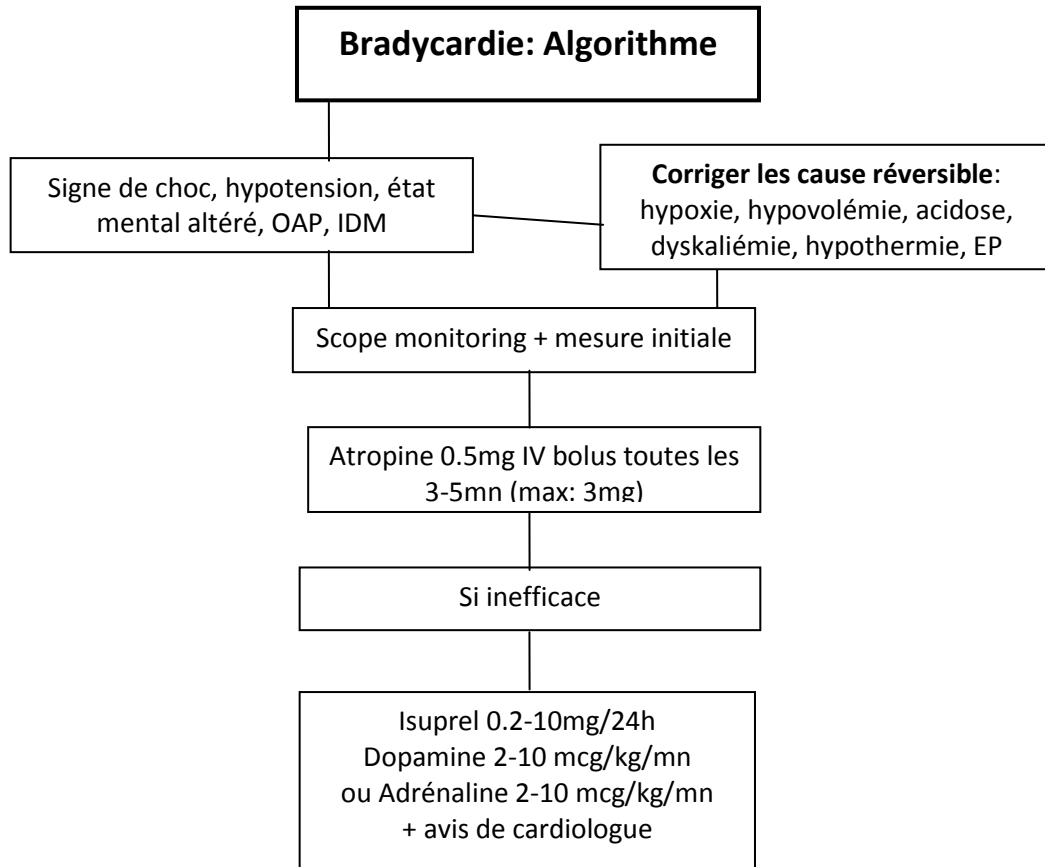 Bradycardie: Algorithme
Signe de choc, hypotension, état
mental altéré, OAP, IDM
Corriger les cause réversible:
hypoxie, hypovolémie, acidose,
dyskaliémie, hypothermie, EP
Scope monitoring + mesure initiale
Atropine 0.5mg IV bolus toutes les
3-5mn (max: 3mg)
Si inefficace
Isuprel 0.2-10mg/24h
Dopamine 2-10 mcg/kg/mn
ou Adrénaline 2-10 mcg/kg/mn
+ avis de cardiologue